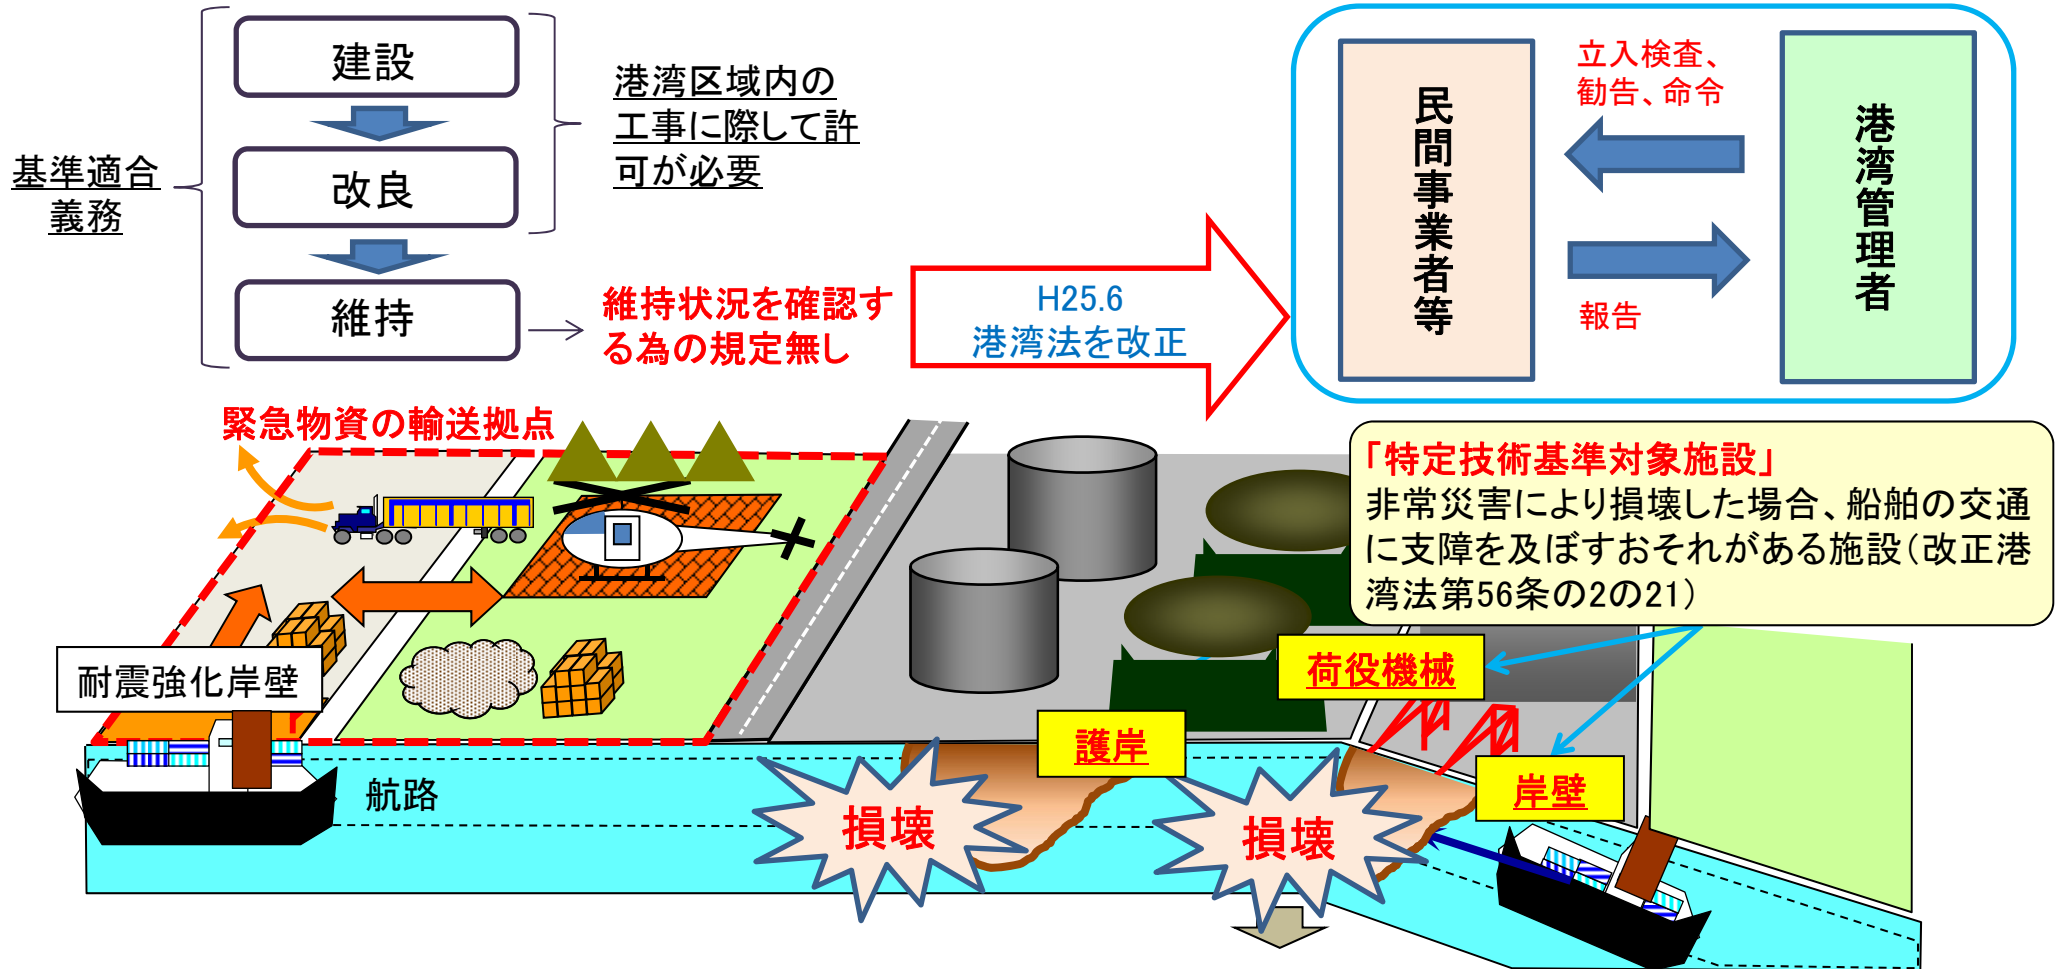 建設
改良
維持
基準適合
義務
港湾区域内の
工事に際して許
可が必要
維持状況を確認す
る為の規定無し
H25.6
港湾法を改正
民間事業者等
立入検査、
勧告、命令
報告
港湾管理者
緊急物資の輸送拠点
「特定技術基準対象施設」
非常災害により損壊した場合、船舶の交通
に支障を及ぼすおそれがある施設（改正港
湾法第56条の2の21）
耐震強化岸壁
荷役機械
護岸
岸壁
航路
損壊
損壊